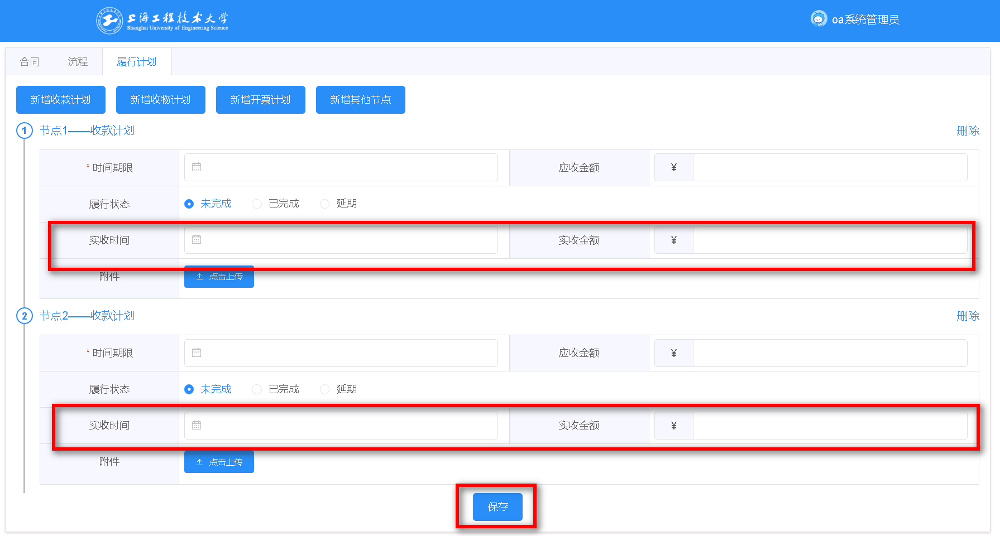 上海工程技术大学
Shanghai University of Engineering Science
oa系统管理员
合同 流程 履行计划
新增收款计划 新增收物计划 新增开票计划 新增其他节点
1 节点1——收款计划 删除
* 时间期限 应收金额 ¥
履行状态 未完成 已完成 延期
实收时间 实收金额 ¥
附件 点击上传
2 节点2——收款计划 删除
* 时间期限 应收金额 ¥
履行状态 未完成 已完成 延期
实收时间 实收金额 ¥
附件 点击上传
保存